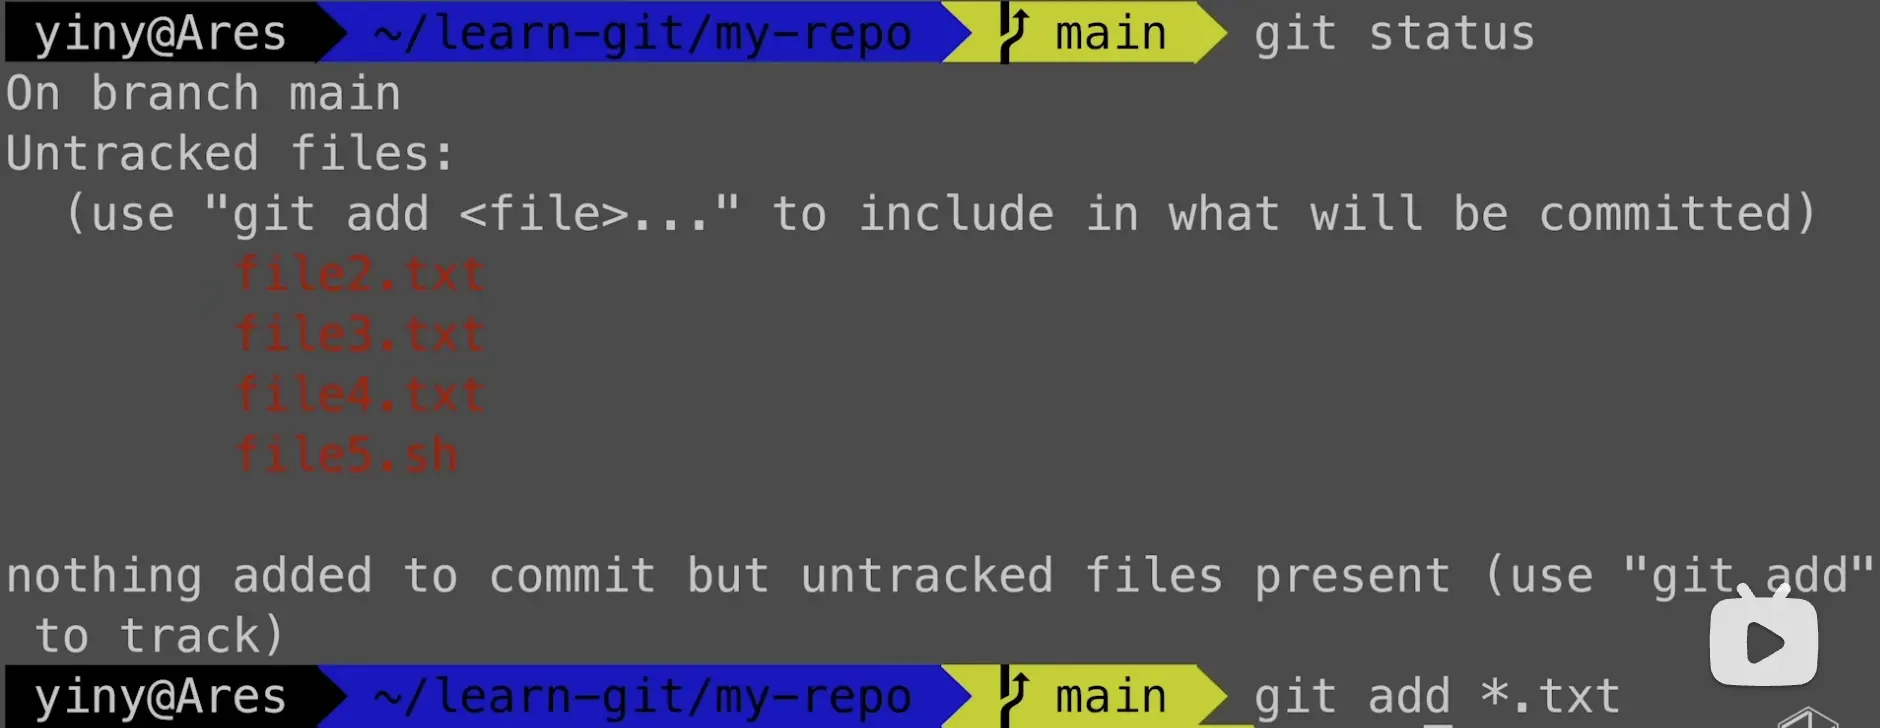 yiny@Ares ~/learn-git/my-repo main git status
On branch main
Untracked files:
  (use "git add <file>..." to include in what will be committed)
        file2.txt
        file3.txt
        file4.txt
        file5.sh
nothing added to commit but untracked files present (use "git add"
 to track)
yiny@Ares ~/learn-git/my-repo main git add *.txt